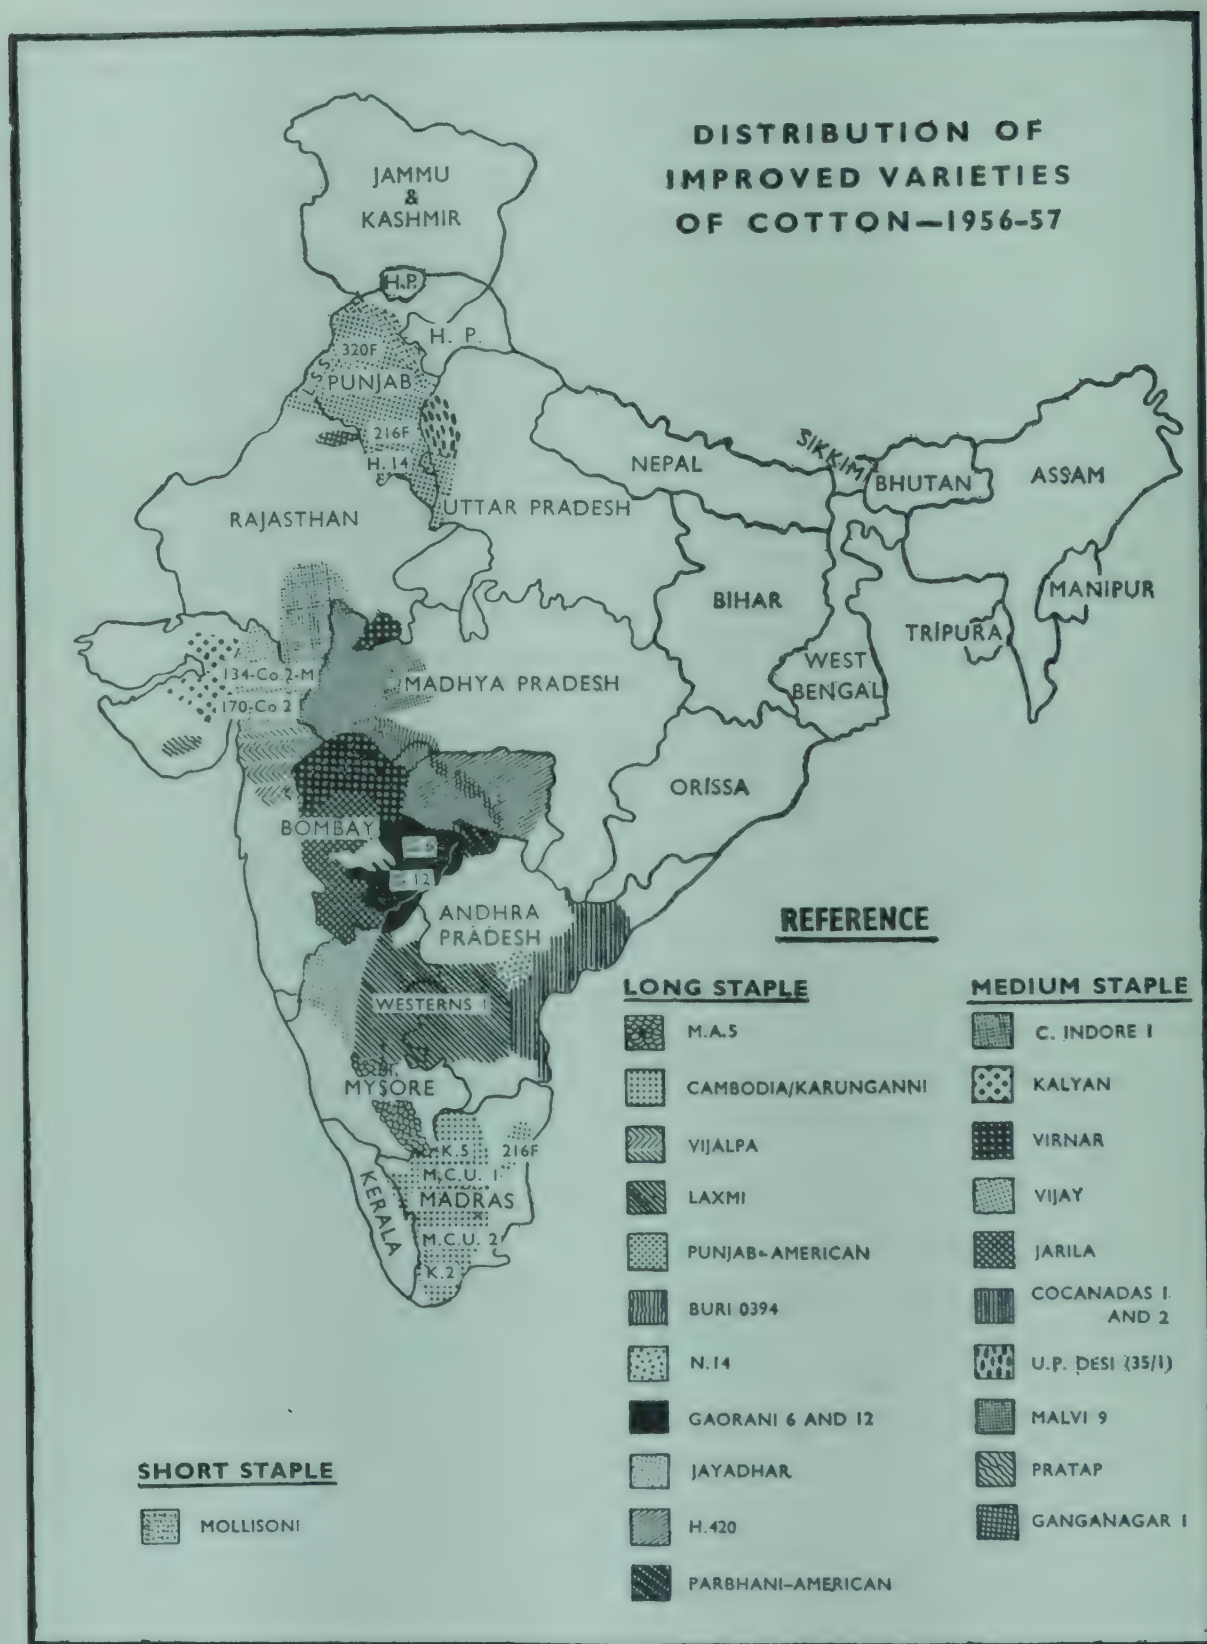 DISTRIBUTION OF
IMPROVED VARIETIES
OF COTTON—1956-57
JAMMU
&
KASHMIR
H.P.
H. P.
320F
LSS
PUNJAB
216F
H.14
RAJASTHAN
UTTAR PRADESH
NEPAL
SIKKIM
BHUTAN
ASSAM
MANIPUR
TRIPURA
BIHAR
WEST
BENGAL
134-Co.2-M
170-Co 2
MADHYA PRADESH
ORISSA
BOMBAY
6
12
ANDHRA
PRADESH
WESTERNS 1
MYSORE
K.5
216F
M.C.U. 1
MADRAS
M.C.U. 2
K.2
KERALA
REFERENCE
LONG STAPLE
M.A.5
CAMBODIA/KARUNGANNI
VIJALPA
LAXMI
PUNJAB-AMERICAN
BURI 0394
N.14
GAORANI 6 AND 12
JAYADHAR
H.420
PARBHANI-AMERICAN
MEDIUM STAPLE
C. INDORE 1
KALYAN
VIRNAR
VIJAY
JARILA
COCANADAS 1
AND 2
U.P. DESI (35/1)
MALVI 9
PRATAP
GANGANAGAR 1
SHORT STAPLE
MOLLISONI